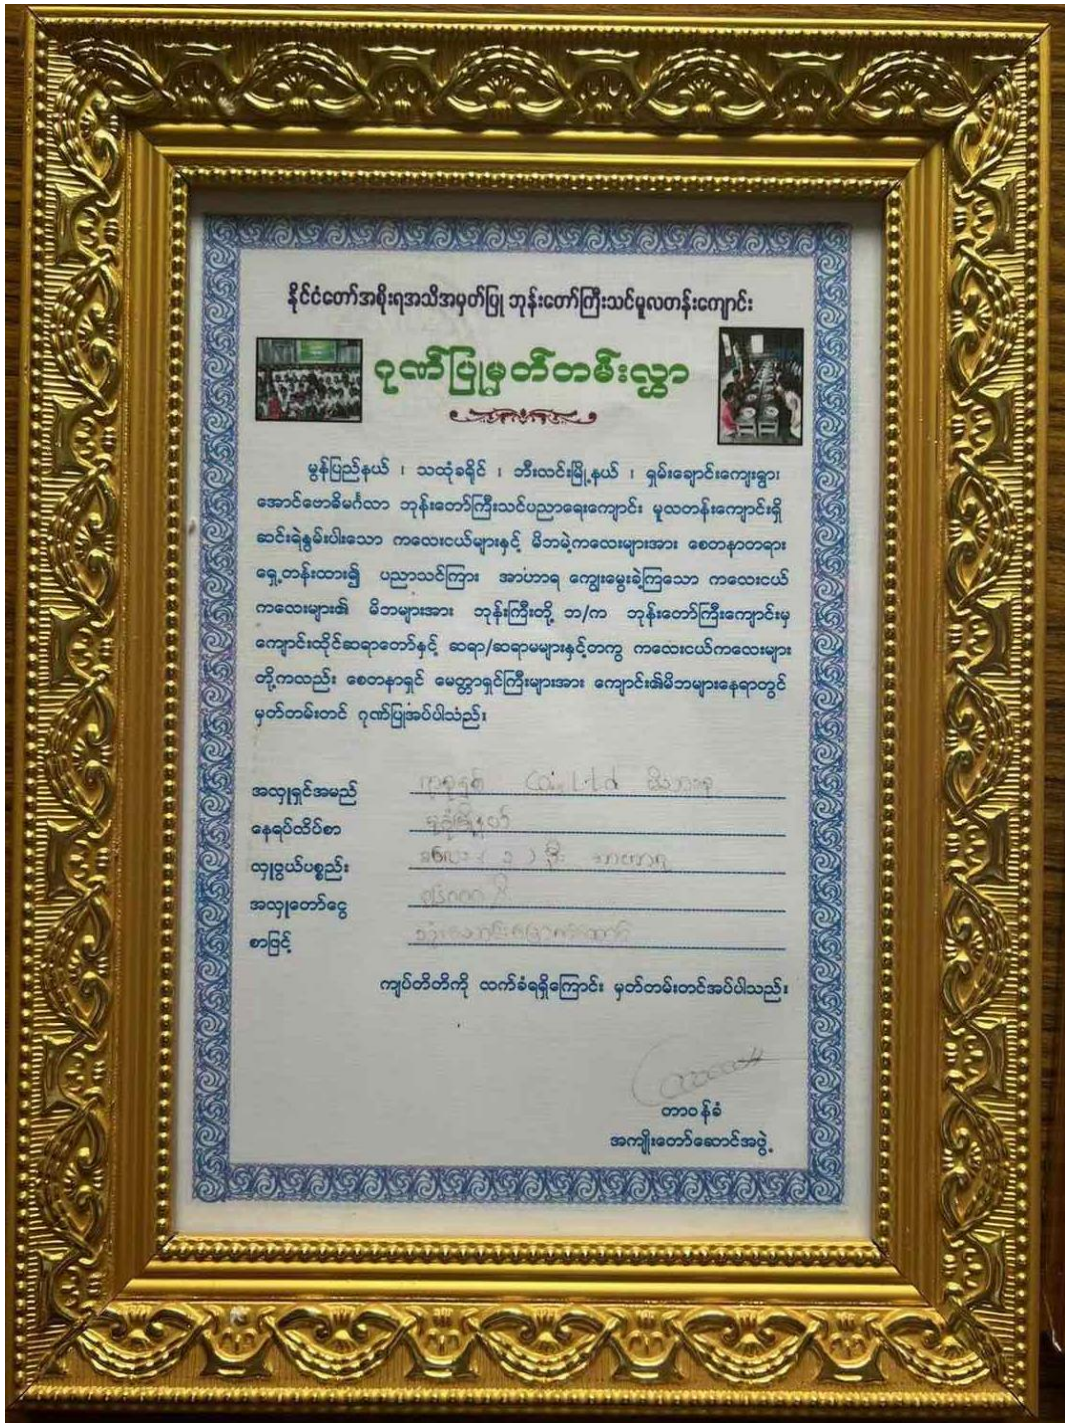 နိုင်ငံတော်အစိုးရအသိအမှတ်ပြု ဘုန်းတော်ကြီးသင်မူလတန်းကျောင်း
ဂုဏ်ပြုမှတ်တမ်းလွှာ
မွန်ပြည်နယ် ၊ သထုံခရိုင် ၊ ဘီးလင်းမြို့နယ် ၊ ရှမ်းချောင်းကျေးရွာ၊
အောင်ဗောဓိမင်္ဂလာ ဘုန်းတော်ကြီးသင်ပညာရေးကျောင်း မူလတန်းကျောင်းရှိ
ဆင်းရဲနွမ်းပါးသော ကလေးငယ်များနှင့် မိဘမဲ့ကလေးများအား စေတနာတရား
ရှေ့တန်းထား၍ ပညာသင်ကြား အာဟာရ ကျွေးမွေးခဲ့ကြသော ကလေးငယ်
ကလေးများ၏ မိဘများအား ဘုန်းကြီးတို့ ဘ/က ဘုန်းတော်ကြီးကျောင်းမှ
ကျောင်းထိုင်ဆရာတော်နှင့် ဆရာ/ဆရာမများနှင့်တကွ ကလေးငယ်ကလေးများ
တို့ကလည်း စေတနာရှင် မေတ္တာရှင်ကြီးများအား ကျောင်း၏မိဘများနေရာတွင်
မှတ်တမ်းတင် ဂုဏ်ပြုအပ်ပါသံည်း
အလှူရှင်အမည် Co., Ltd မိသားစု
နေရပ်လိပ်စာ
လှူဒွယ်ပစ္စည်း
အလှူတော်ငွေ
စာဖြင့်
ကျပ်တိတိကို လက်ခံရရှိကြောင်း မှတ်တမ်းတင်အပ်ပါသည်။
တာဝန်ခံ
အကျိုးတော်ဆောင်အဖွဲ့